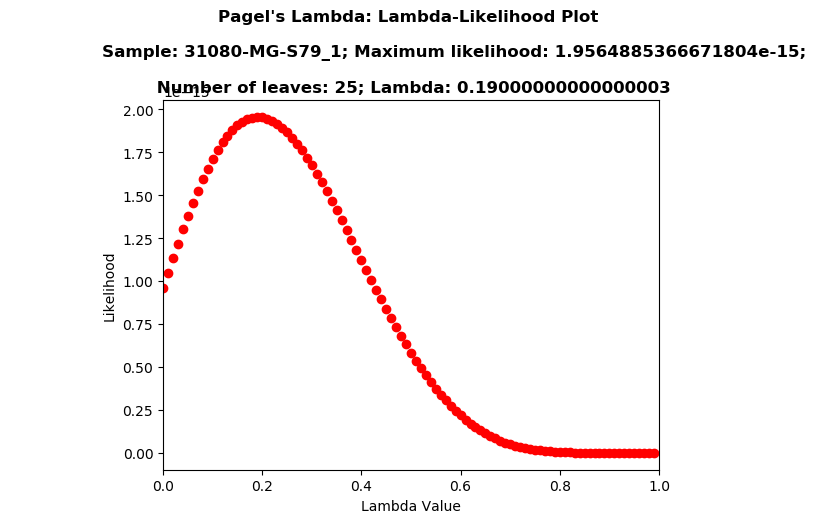 Pagel's Lambda: Lambda-Likelihood Plot
Sample: 31080-MG-S79_1; Maximum likelihood: 1.9564885366671804e-15;
Number of leaves: 25; Lambda: 0.19000000000000003
1e−15
2.00
1.75
1.50
1.25
1.00
0.75
0.50
0.25
0.00
Likelihood
0.0 0.2 0.4 0.6 0.8 1.0
Lambda Value